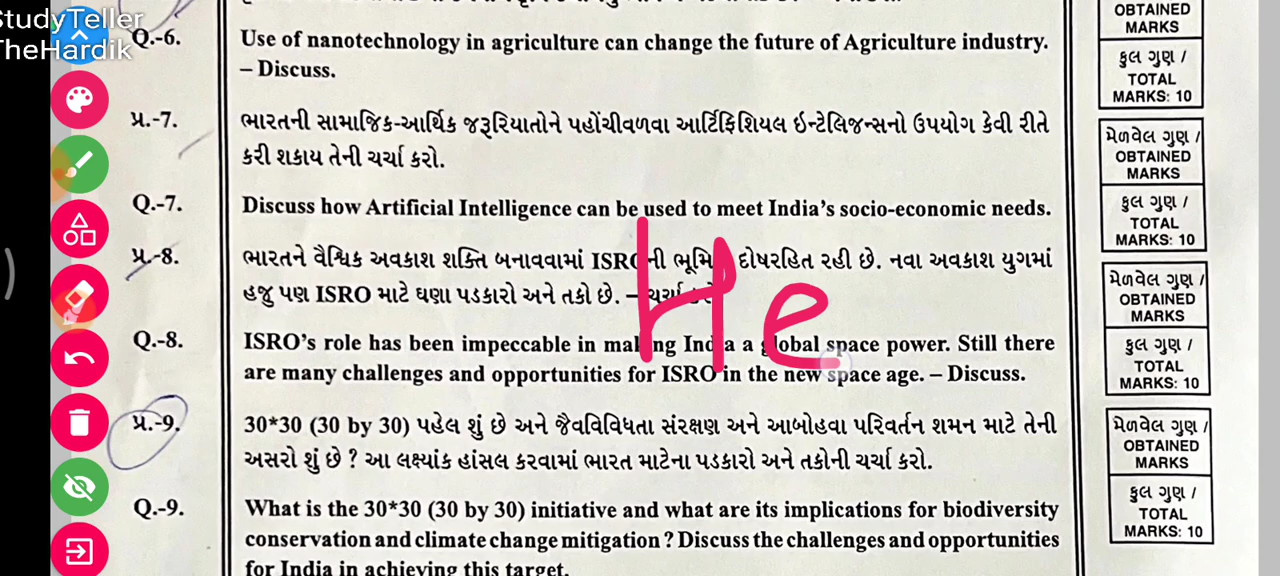 StudyTeller
TheHardik
Q.-6.
Use of nanotechnology in agriculture can change the future of Agriculture industry.
– Discuss.
પ્ર.-7.
ભારતની સામાજિક-આર્થિક જરૂરિયાતોને પહોંચીવળવા આર્ટિફિશિયલ ઇન્ટેલિજન્સનો ઉપયોગ કેવી રીતે
કરી શકાય તેની ચર્ચા કરો.
Q.-7.
Discuss how Artificial Intelligence can be used to meet India's socio-economic needs.
પ્ર.-8.
ભારતને વૈશ્વિક અવકાશ શક્તિ બનાવવામાં ISROની ભૂમિ દોષરહિત રહી છે. નવા અવકાશ યુગમાં
હજુ પણ ISRO માટે ઘણા પડકારો અને તકો છે. – ચર્ચા કરો
He
Q.-8.
ISRO's role has been impeccable in making India a global space power. Still there
are many challenges and opportunities for ISRO in the new space age. – Discuss.
પ્ર.-9.
30*30 (30 by 30) પહેલ શું છે અને જૈવવિવિધતા સંરક્ષણ અને આબોહવા પરિવર્તન શમન માટે તેની
અસરો શું છે ? આ લક્ષ્યાંક હાંસલ કરવામાં ભારત માટેના પડકારો અને તકોની ચર્ચા કરો.
Q.-9.
What is the 30*30 (30 by 30) initiative and what are its implications for biodiversity
conservation and climate change mitigation ? Discuss the challenges and opportunities
for India in achieving this target.
OBTAINED
MARKS
કુલ ગુણ /
TOTAL
MARKS: 10
મેળવેલ ગુણ /
OBTAINED
MARKS
કુલ ગુણ /
TOTAL
MARKS: 10
મેળવેલ ગુણ /
OBTAINED
MARKS
કુલ ગુણ /
TOTAL
MARKS: 10
મેળવેલ ગુણ /
OBTAINED
MARKS
કુલ ગુણ /
TOTAL
MARKS: 10